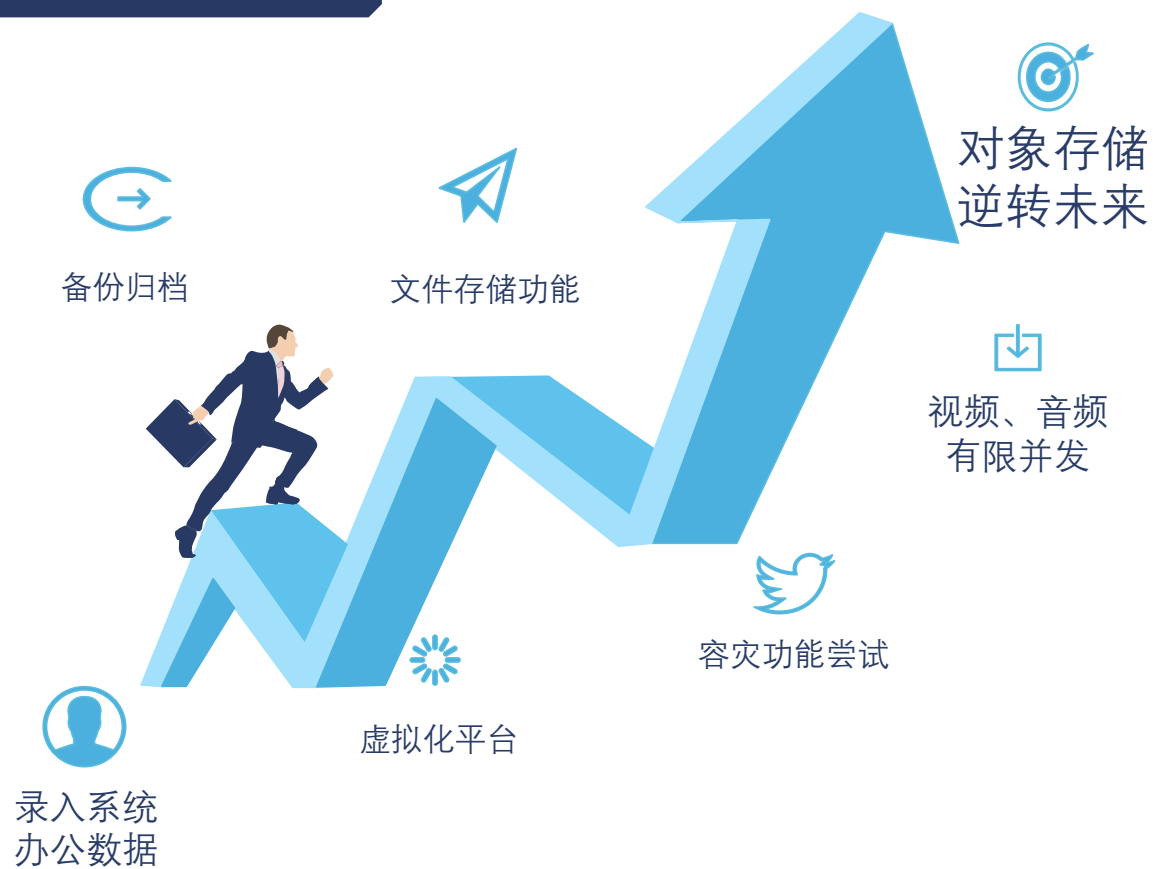 对象存储
逆转未来
备份归档
文件存储功能
视频、音频
有限并发
容灾功能尝试
虚拟化平台
录入系统
办公数据